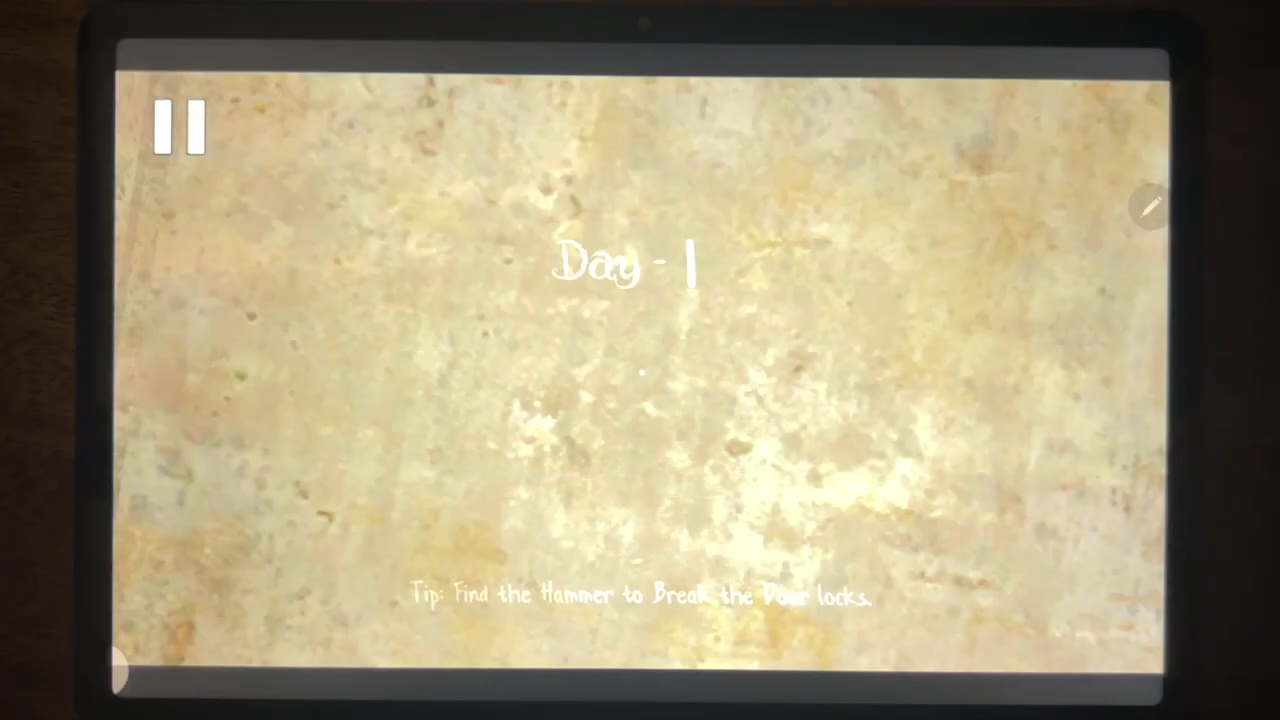 Day - 1
Tip: Find the Hammer to Break the Door locks.